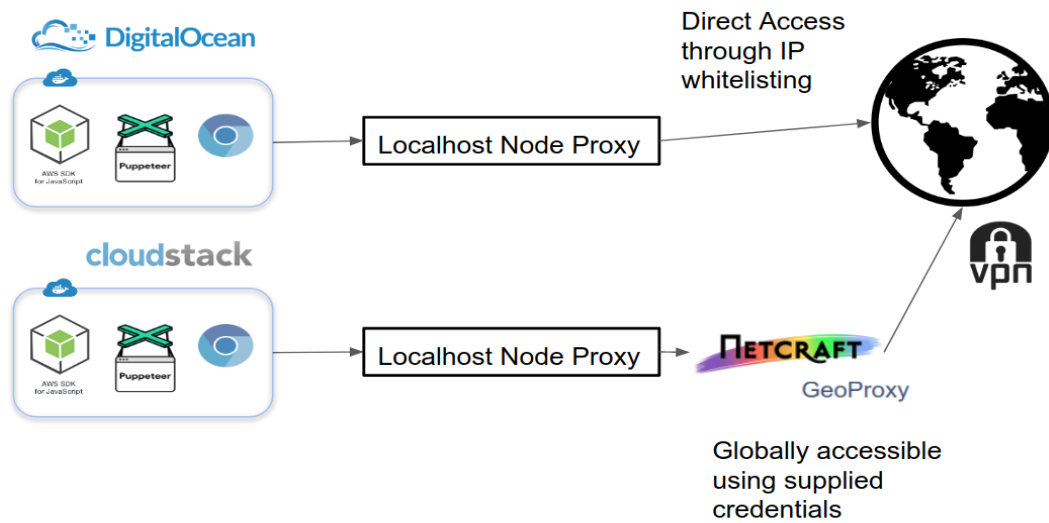 DigitalOcean
Direct Access
through IP
whitelisting
AWS SDK
for JavaScript
Puppeteer
Localhost Node Proxy
vpn
cloudstack
AWS SDK
for JavaScript
Puppeteer
Localhost Node Proxy
NETCRAFT
GeoProxy
Globally accessible
using supplied
credentials